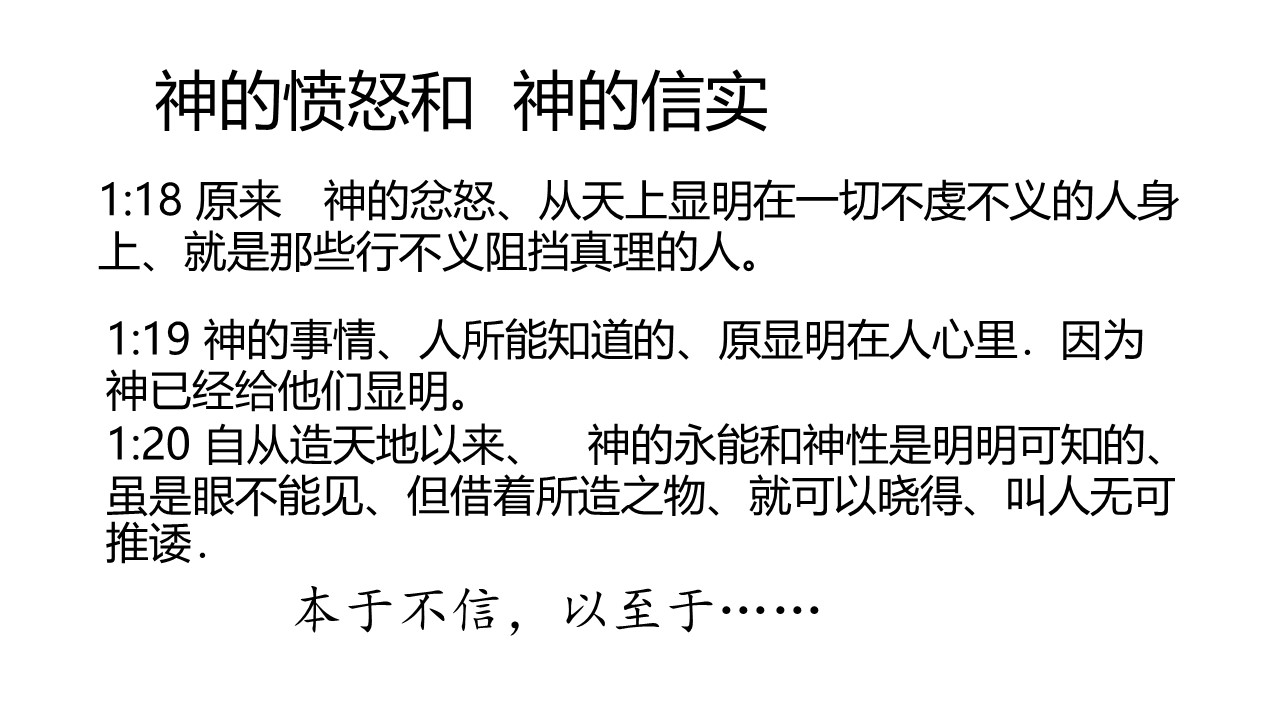 神的愤怒和 神的信实
1:18 原来　神的忿怒、从天上显明在一切不虔不义的人身
上、就是那些行不义阻挡真理的人。
1:19 神的事情、人所能知道的、原显明在人心里．因为
神已经给他们显明。
1:20 自从造天地以来、　神的永能和神性是明明可知的、
虽是眼不能见、但借着所造之物、就可以晓得、叫人无可
推诿．
本于不信，以至于……